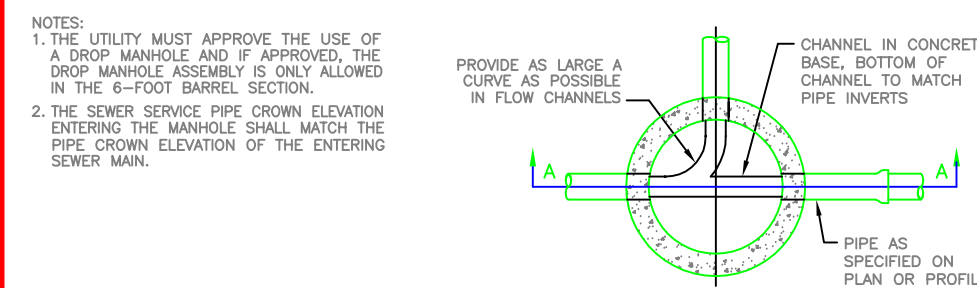 NOTES:
1. THE UTILITY MUST APPROVE THE USE OF
A DROP MANHOLE AND IF APPROVED, THE
DROP MANHOLE ASSEMBLY IS ONLY ALLOWED
IN THE 6-FOOT BARREL SECTION.
2. THE SEWER SERVICE PIPE CROWN ELEVATION
ENTERING THE MANHOLE SHALL MATCH THE
PIPE CROWN ELEVATION OF THE ENTERING
SEWER MAIN.
PROVIDE AS LARGE A
CURVE AS POSSIBLE
IN FLOW CHANNELS
CHANNEL IN CONCRET
BASE, BOTTOM OF
CHANNEL TO MATCH
PIPE INVERTS
A
A
PIPE AS
SPECIFIED ON
PLAN OR PROFIL